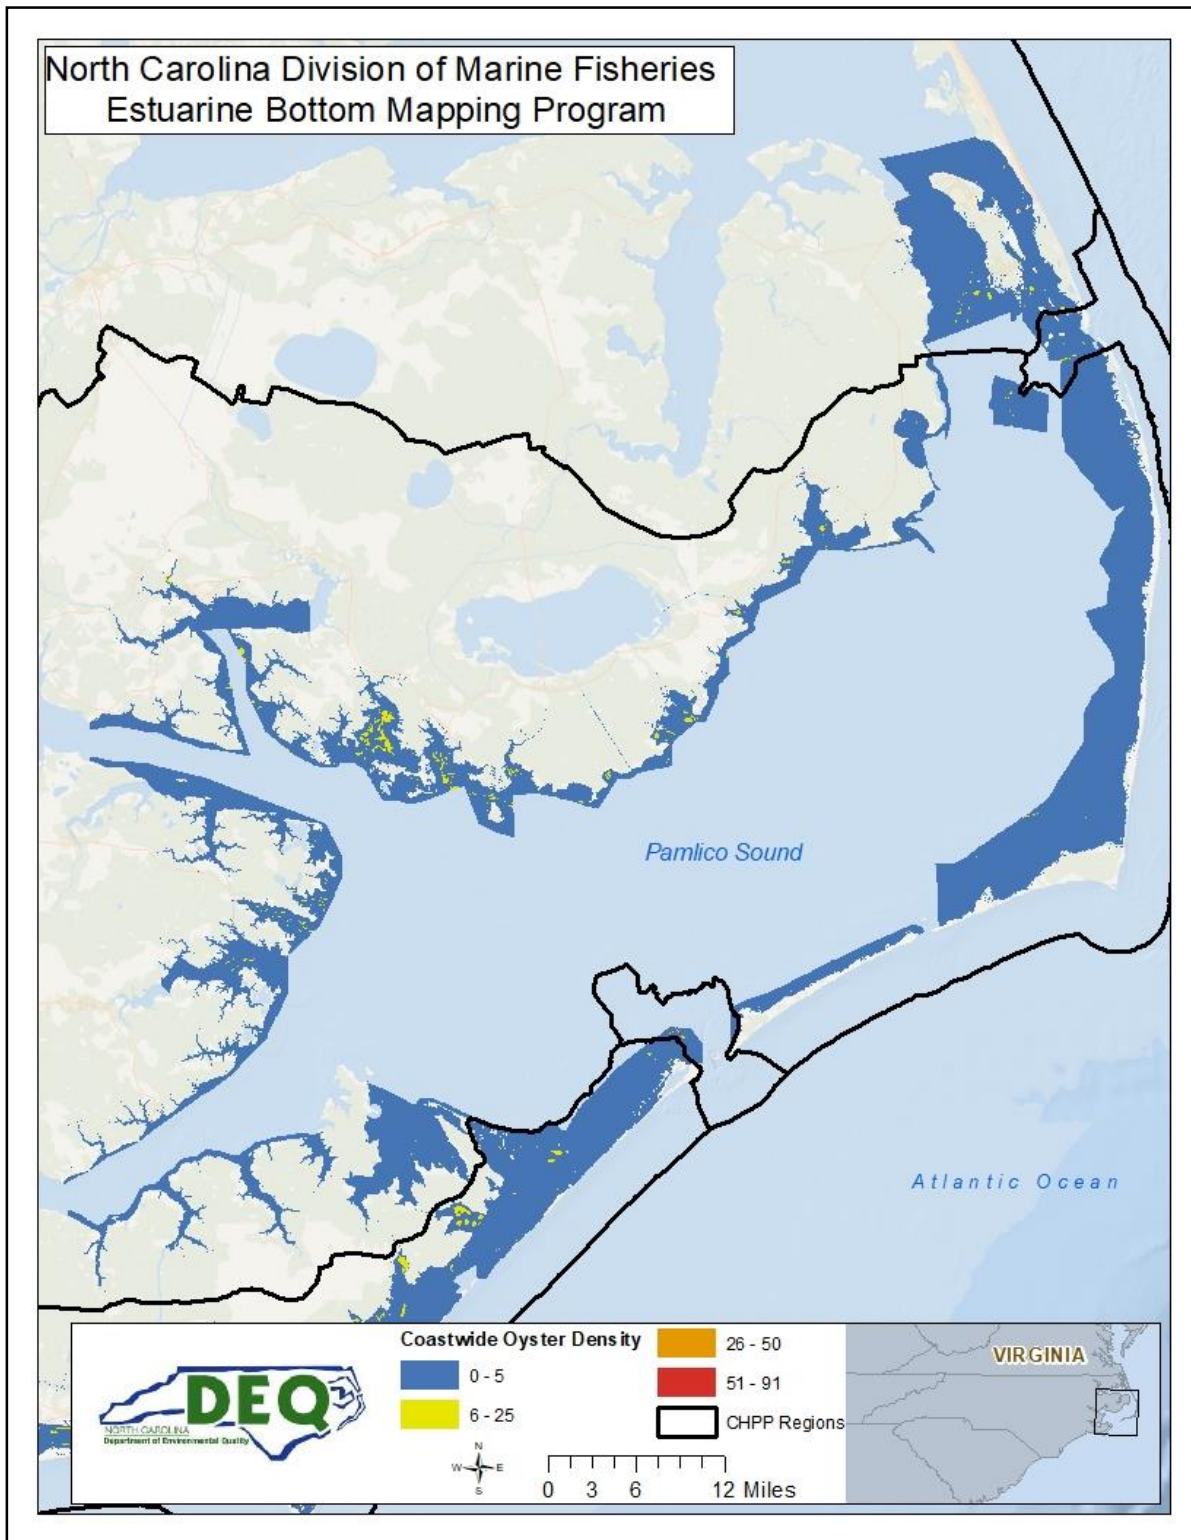 North Carolina Division of Marine Fisheries
Estuarine Bottom Mapping Program
Pamlico Sound
Atlantic Ocean
DEQ
NORTH CAROLINA
Department of Environmental Quality
Coastwide Oyster Density
0 - 5
6 - 25
26 - 50
51 - 91
CHPP Regions
N
W E
S
0 3 6 12 Miles
VIRGINIA